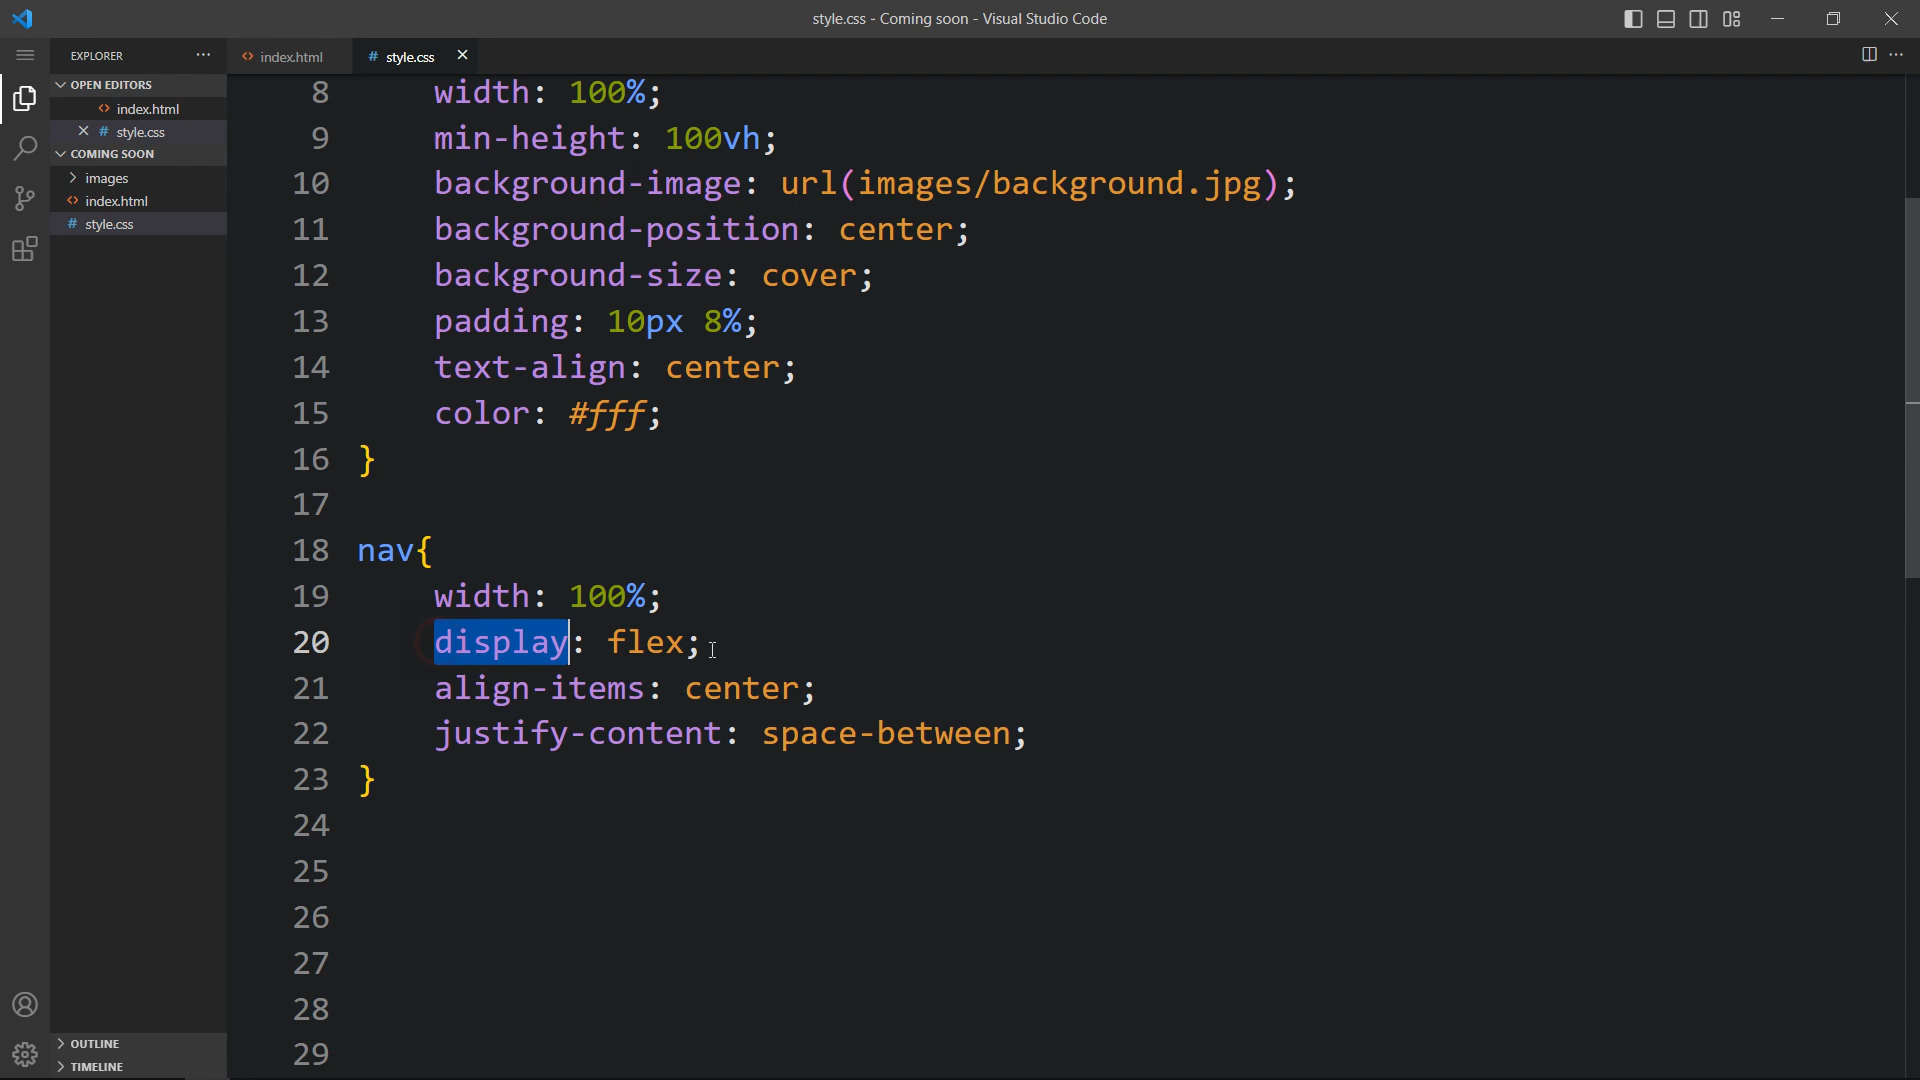 style.css - Coming soon - Visual Studio Code
EXPLORER
index.html
# style.css
OPEN EDITORS
<> index.html
# style.css
COMING SOON
images
<> index.html
# style.css
OUTLINE
TIMELINE
8 width: 100%;
9 min-height: 100vh;
10 background-image: url(images/background.jpg);
11 background-position: center;
12 background-size: cover;
13 padding: 10px 8%;
14 text-align: center;
15 color: #fff;
16 }
17
18 nav{
19 width: 100%;
20 display: flex;
21 align-items: center;
22 justify-content: space-between;
23 }
24
25
26
27
28
29